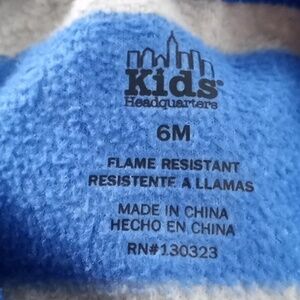 Kids
Headquarters
6M
FLAME RESISTANT
RESISTENTE A LLAMAS
MADE IN CHINA
HECHO EN CHINA
RN#130323